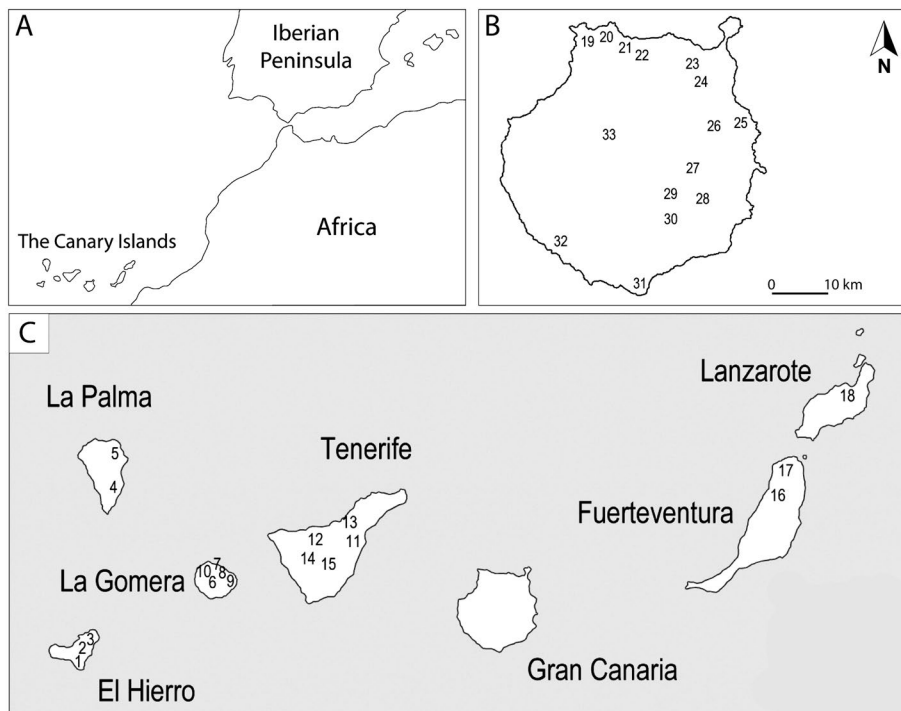 A
Iberian
Peninsula
The Canary Islands
Africa
B
N
19
20
21
22
23
24
25
26
33
27
29
28
30
32
31
0
10 km
C
La Palma
5
4
Tenerife
13
12
11
14
15
Lanzarote
18
17
16
Fuerteventura
La Gomera
7
10
8
6
9
3
2
1
El Hierro
Gran Canaria